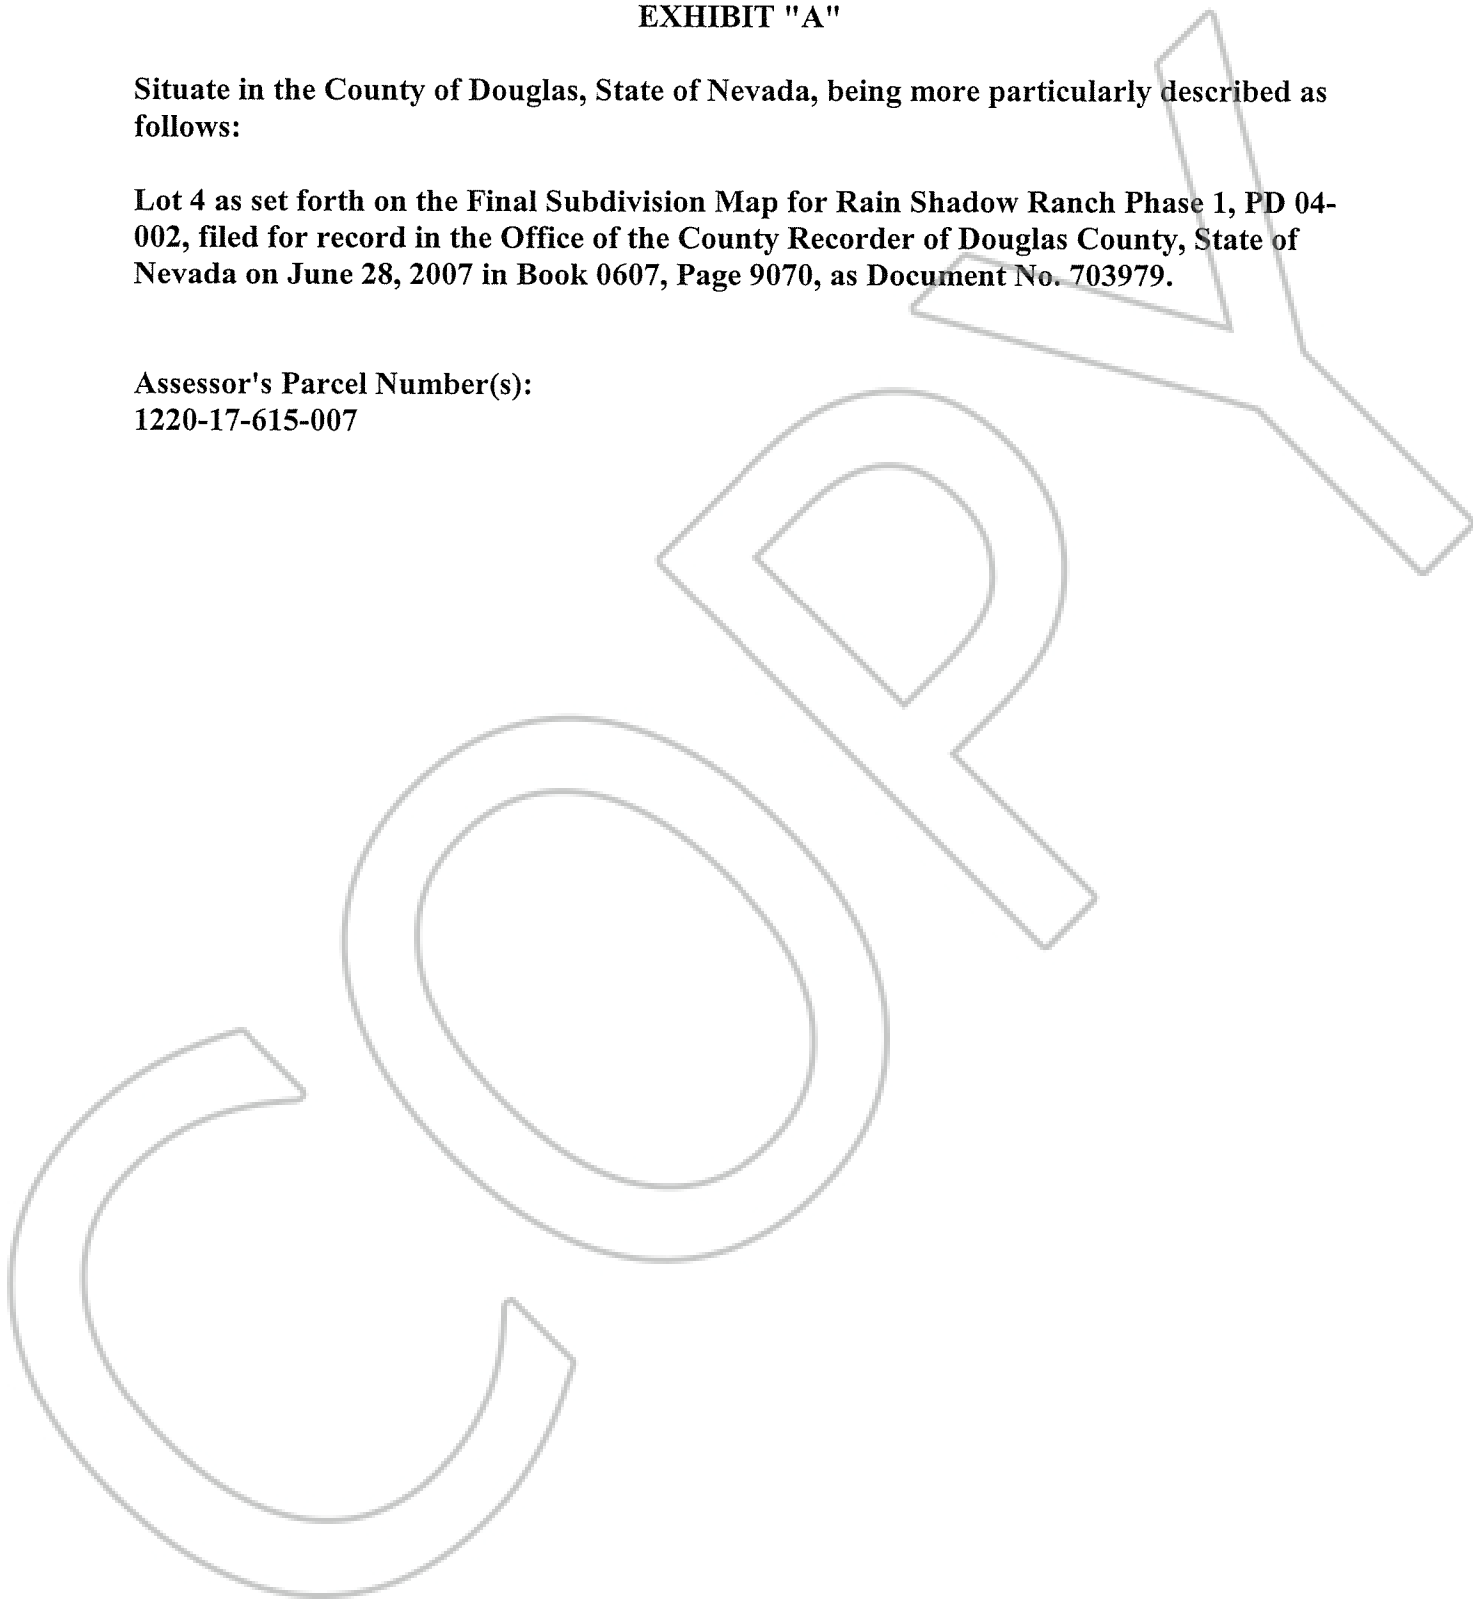 EXHIBIT "A"
Situate in the County of Douglas, State of Nevada, being more particularly described as
follows:
Lot 4 as set forth on the Final Subdivision Map for Rain Shadow Ranch Phase 1, PD 04-
002, filed for record in the Office of the County Recorder of Douglas County, State of
Nevada on June 28, 2007 in Book 0607, Page 9070, as Document No. 703979.
Assessor's Parcel Number(s):
1220-17-615-007
COPY